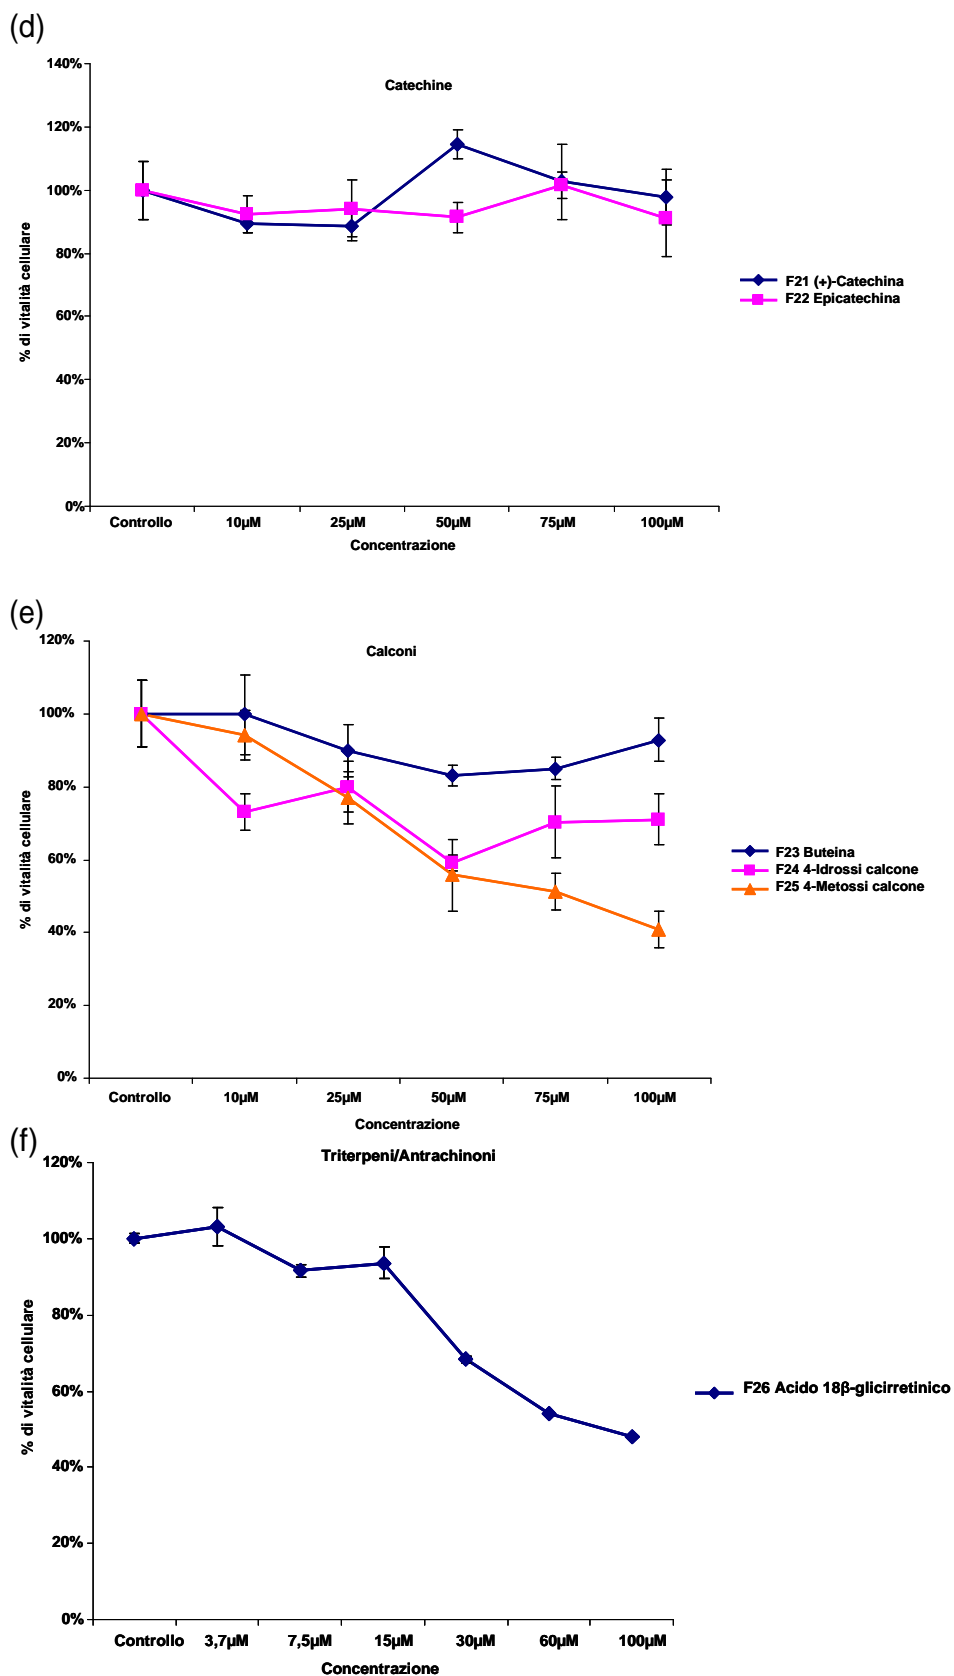 (d)
Catechine
140%
120%
100%
80%
60%
40%
20%
0%
% di vitalità cellulare
Controllo 10µM 25µM 50µM 75µM 100µM
Concentrazione
F21 (+)-Catechina
F22 Epicatechina
(e)
Calconi
120%
100%
80%
60%
40%
20%
0%
% di vitalità cellulare
Controllo 10µM 25µM 50µM 75µM 100µM
Concentrazione
F23 Buteina
F24 4-Idrossi calcone
F25 4-Metossi calcone
(f)
Triterpeni/Antrachinoni
120%
100%
80%
60%
40%
20%
0%
% di vitalità cellulare
Controllo 3,7µM 7,5µM 15µM 30µM 60µM 100µM
Concentrazione
F26 Acido 18β-glicirretinico